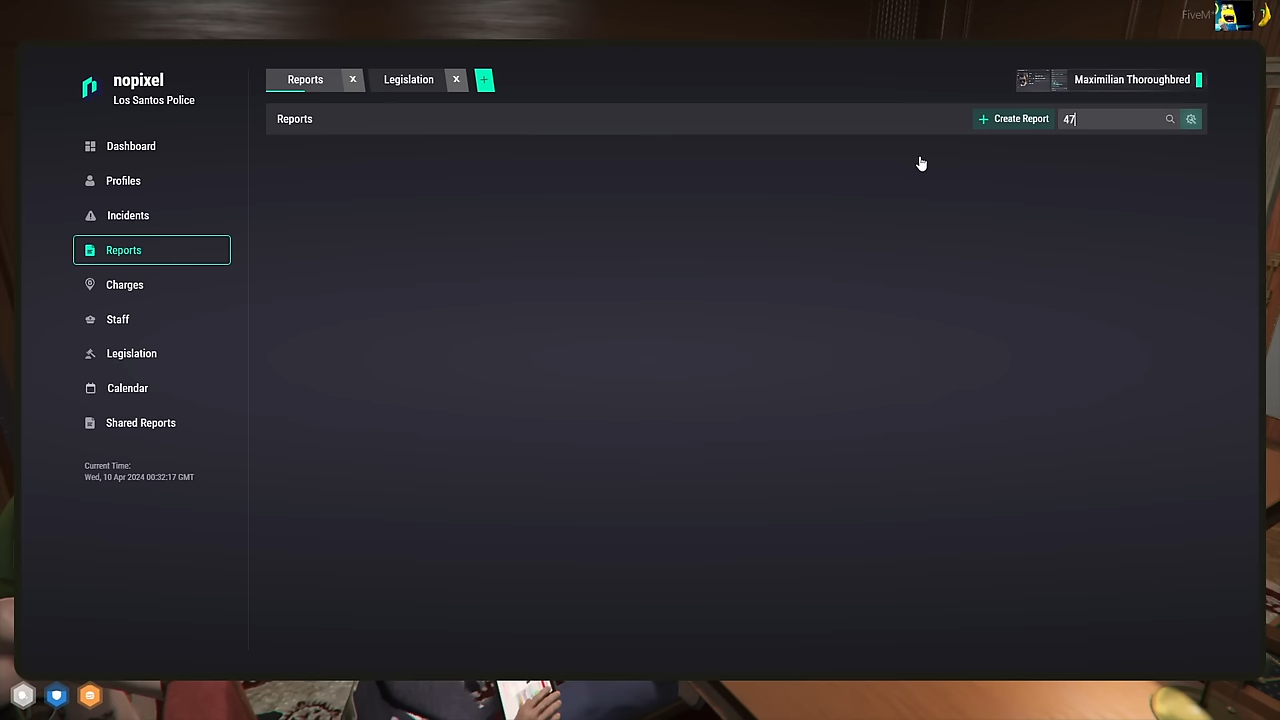 FiveM
nopixel
Los Santos Police
Reports x
Legislation x
+
Maximilian Thoroughbred
Reports
+ Create Report
47
Dashboard
Profiles
Incidents
Reports
Charges
Staff
Legislation
Calendar
Shared Reports
Current Time:
Wed, 10 Apr 2024 00:32:17 GMT